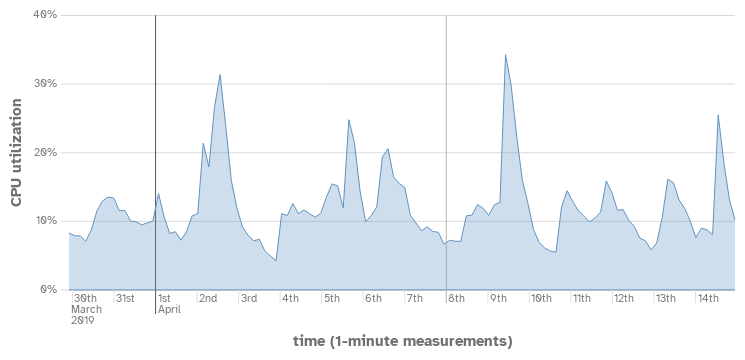 40%
30%
20%
10%
0%
CPU utilization
30th 31st 1st 2nd 3rd 4th 5th 6th 7th 8th 9th 10th 11th 12th 13th 14th
March April
2019
time (1-minute measurements)